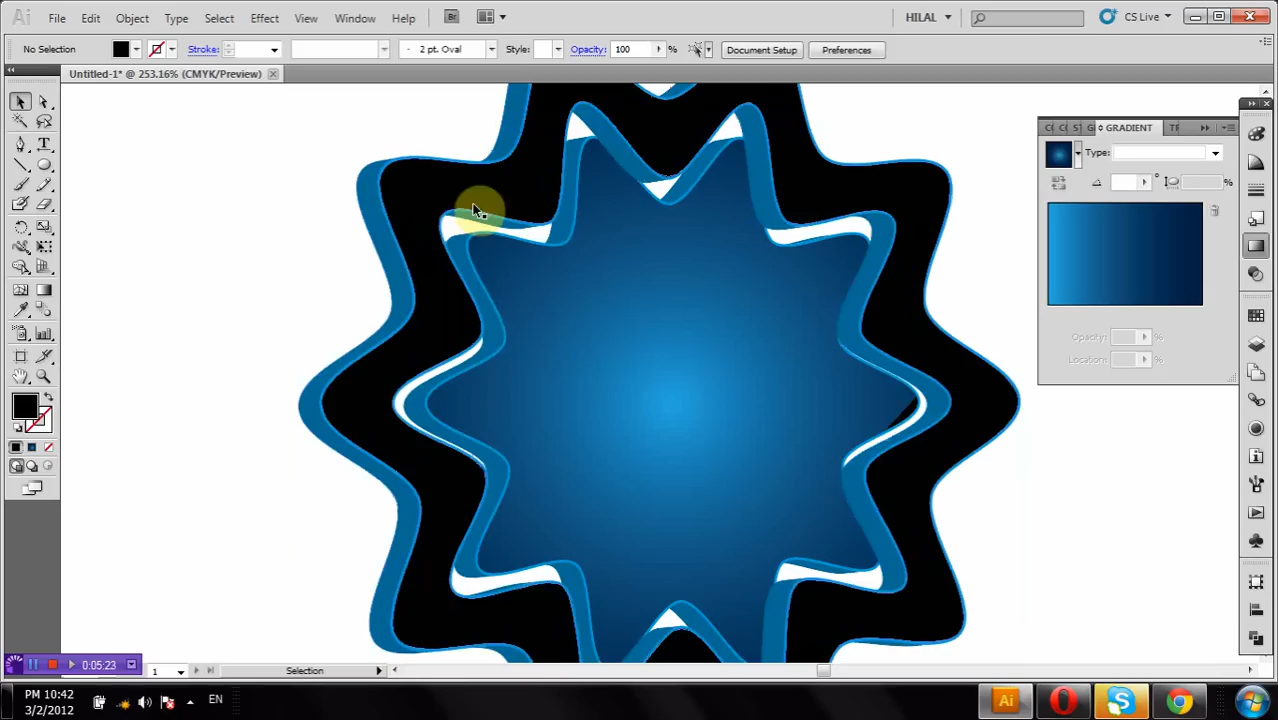 Ai File Edit Object Type Select Effect View Window Help Br HILAL CS Live
No Selection Stroke: 2 pt. Oval Style: Opacity: 100 % Document Setup Preferences
Untitled-1* @ 253.16% (CMYK/Preview)
GRADIENT
Type:
%
Opacity: %
Location: %
0:05:23 1 Selection
PM 10:42
3/2/2012
EN
Ai